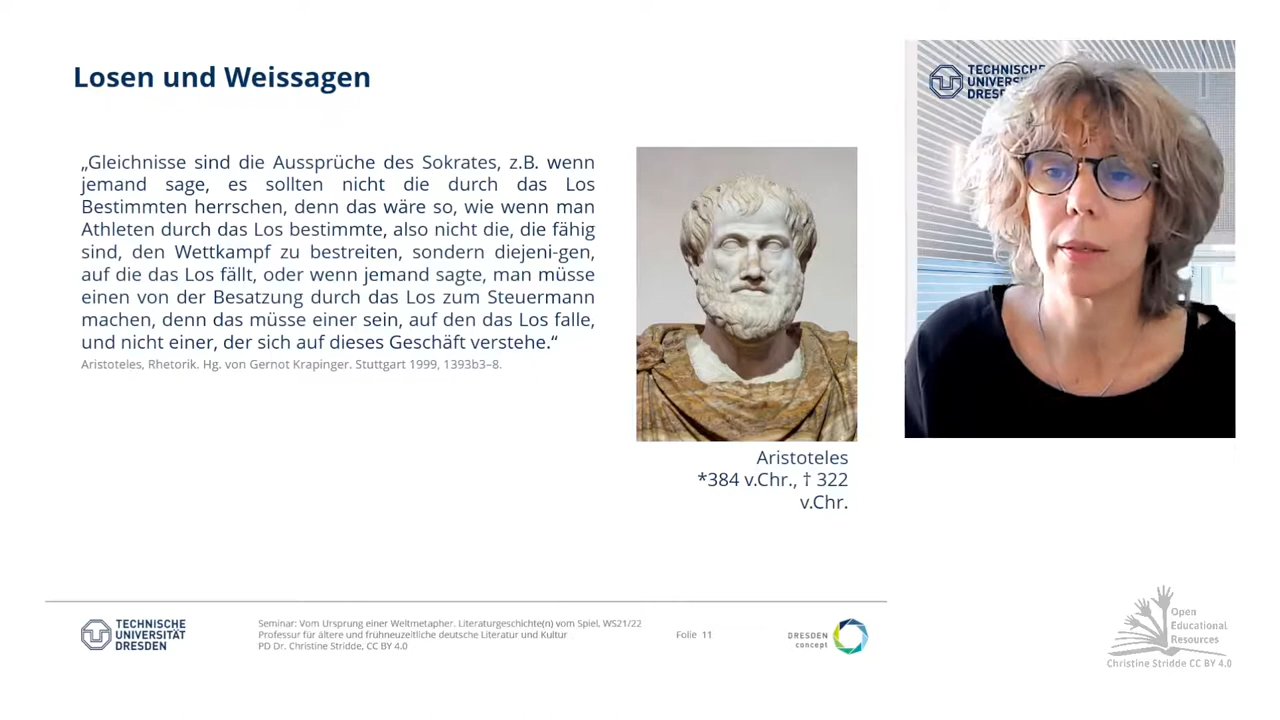 Losen und Weissagen
„Gleichnisse sind die Aussprüche des Sokrates, z.B. wenn
jemand sage, es sollten nicht die durch das Los
Bestimmten herrschen, denn das wäre so, wie wenn man
Athleten durch das Los bestimmte, also nicht die, die fähig
sind, den Wettkampf zu bestreiten, sondern diejeni-gen,
auf die das Los fällt, oder wenn jemand sagte, man müsse
einen von der Besatzung durch das Los zum Steuermann
machen, denn das müsse einer sein, auf den das Los falle,
und nicht einer, der sich auf dieses Geschäft verstehe.“
Aristoteles, Rhetorik. Hg. von Gernot Krapinger. Stuttgart 1999, 1393b3–8.
Aristoteles
*384 v.Chr., † 322
v.Chr.
TECHNISCHE
UNIVERS
DRESD
TECHNISCHE
UNIVERSITÄT
DRESDEN
Seminar: Vom Ursprung einer Weltmetapher. Literaturgeschichte(n) vom Spiel, WS21/22
Professur für ältere und frühneuzeitliche deutsche Literatur und Kultur
PD Dr. Christine Stridde, CC BY 4.0
Folie 11
DRESDEN
concept
Open
Educational
Resources
Christine Stridde CC BY 4.0